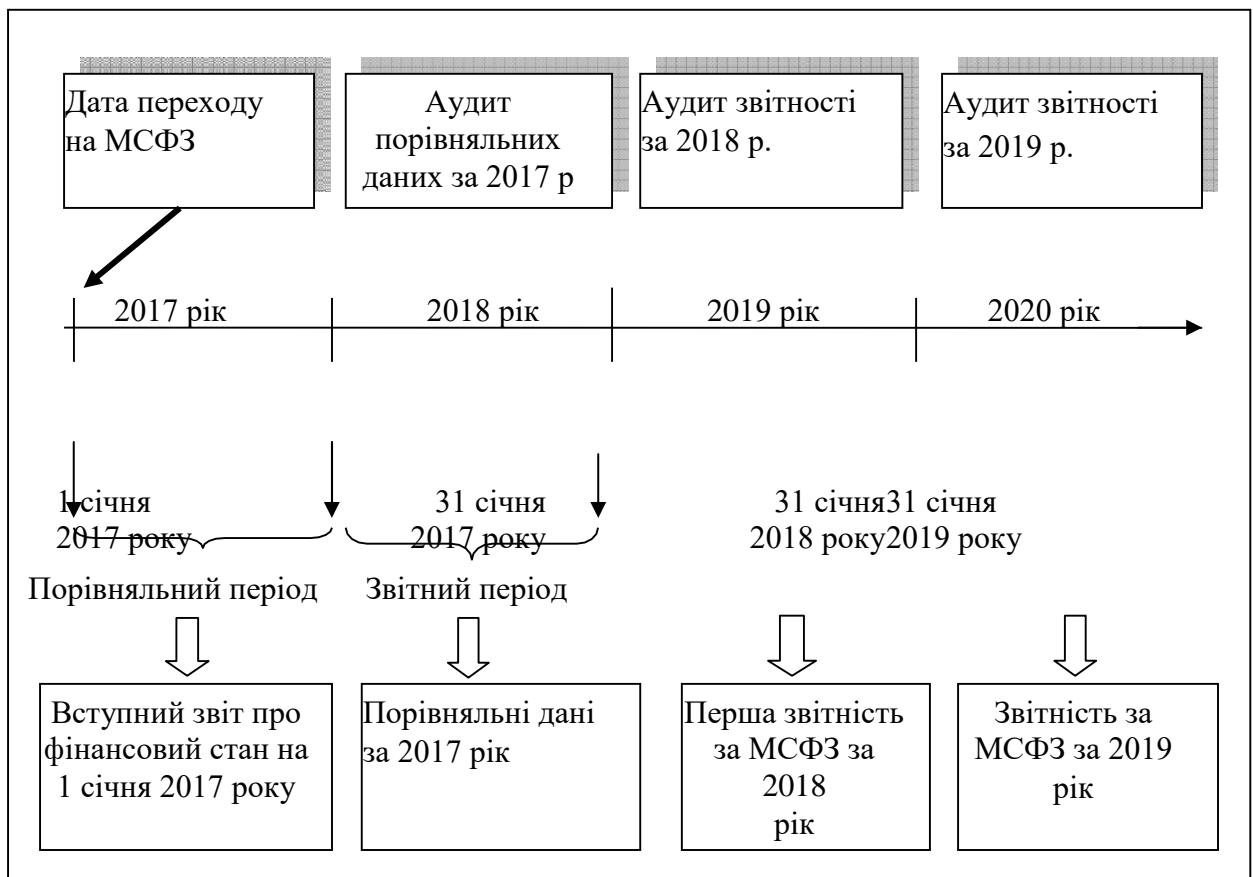 Дата переходу
на МСФЗ
Аудит
порівняльних
даних за 2017 р
Аудит звітності
за 2018 р.
Аудит звітності
за 2019 р.
2017 рік
2018 рік
2019 рік
2020 рік
1 січня
2017 року
31 січня
2017 року
31 січня31 січня
2018 року2019 року
Порівняльний період
Звітний період
Вступний звіт про
фінансовий стан на
1 січня 2017 року
Порівняльні дані
за 2017 рік
Перша звітність
за МСФЗ за
2018
рік
Звітність за
МСФЗ за 2019
рік